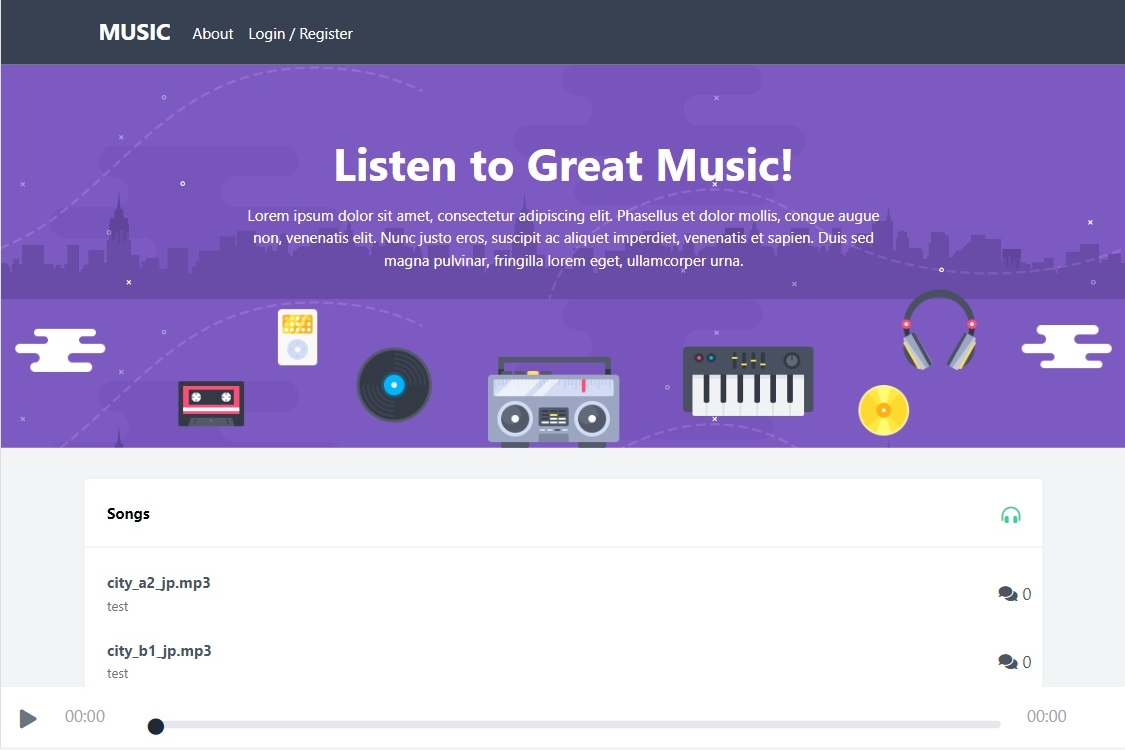 MUSIC About Login / Register
Listen to Great Music!
Lorem ipsum dolor sit amet, consectetur adipiscing elit. Phasellus et dolor mollis, congue augue
non, venenatis elit. Nunc justo eros, suscipit ac aliquet imperdiet, venenatis et sapien. Duis sed
magna pulvinar, fringilla lorem eget, ullamcorper urna.
Songs
city_a2_jp.mp3
test
0
city_b1_jp.mp3
test
0
00:00 00:00